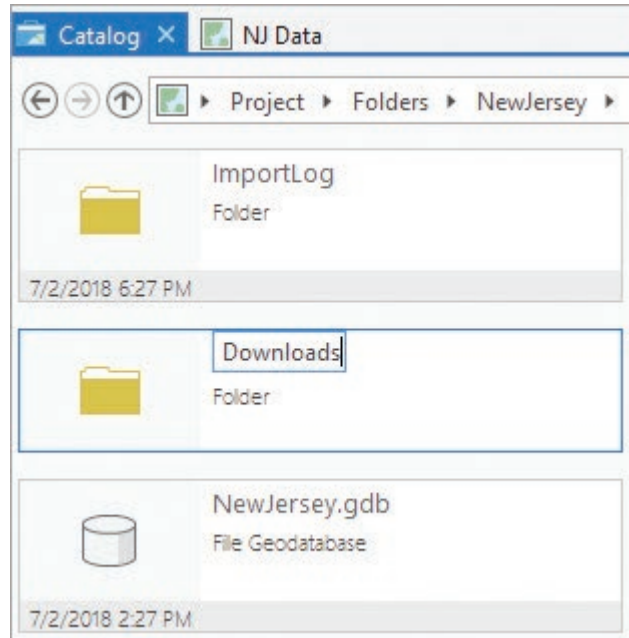 Catalog NJ Data
Project Folders NewJersey
ImportLog
Folder
7/2/2018 6:27 PM
Downloads
Folder
NewJersey.gdb
File Geodatabase
7/2/2018 2:27 PM